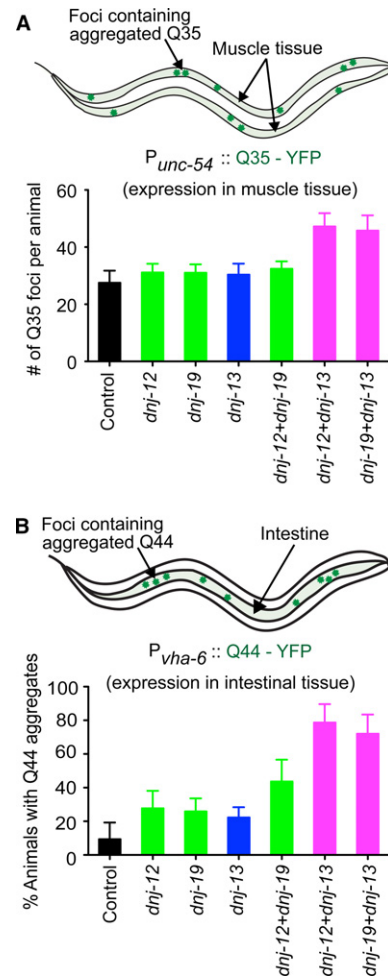 A
Foci containing
aggregated Q35
Muscle tissue
Punc-54 :: Q35 - YFP
(expression in muscle tissue)
# of Q35 foci per animal
60
40
20
0
Control
dnj-12
dnj-19
dnj-13
dnj-12+dnj-19
dnj-12+dnj-13
dnj-19+dnj-13
B
Foci containing
aggregated Q44
Intestine
Pvha-6 :: Q44 - YFP
(expression in intestinal tissue)
% Animals with Q44 aggregates
100
80
60
40
20
0
Control
dnj-12
dnj-19
dnj-13
dnj-12+dnj-19
dnj-12+dnj-13
dnj-19+dnj-13